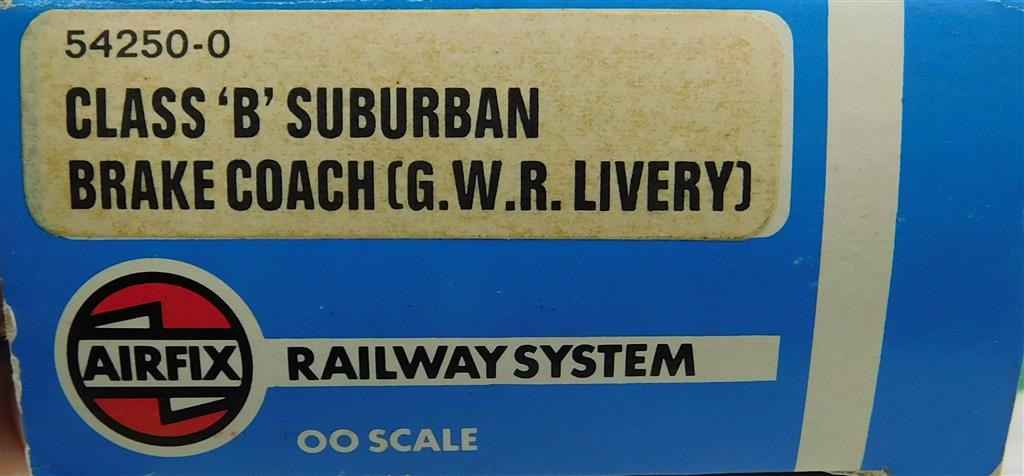 54250-0
CLASS ‘B’ SUBURBAN
BRAKE COACH (G.W.R. LIVERY)
AIRFIX RAILWAY SYSTEM
OO SCALE